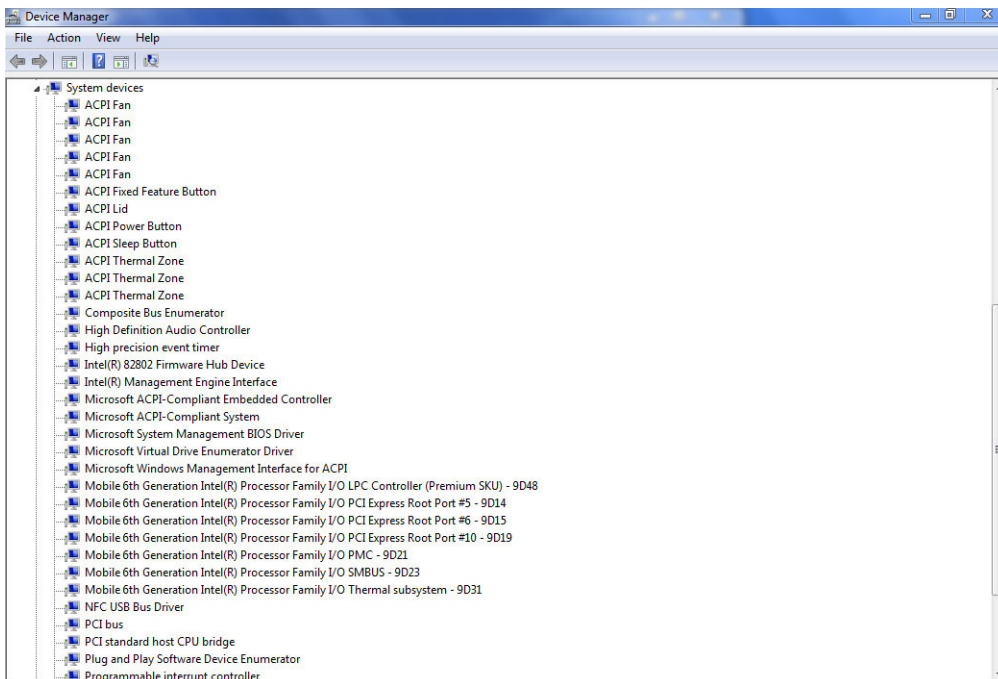 Device Manager
File Action View Help
System devices
ACPI Fan
ACPI Fan
ACPI Fan
ACPI Fan
ACPI Fan
ACPI Fixed Feature Button
ACPI Lid
ACPI Power Button
ACPI Sleep Button
ACPI Thermal Zone
ACPI Thermal Zone
ACPI Thermal Zone
Composite Bus Enumerator
High Definition Audio Controller
High precision event timer
Intel(R) 82802 Firmware Hub Device
Intel(R) Management Engine Interface
Microsoft ACPI-Compliant Embedded Controller
Microsoft ACPI-Compliant System
Microsoft System Management BIOS Driver
Microsoft Virtual Drive Enumerator Driver
Microsoft Windows Management Interface for ACPI
Mobile 6th Generation Intel(R) Processor Family I/O LPC Controller (Premium SKU) - 9D48
Mobile 6th Generation Intel(R) Processor Family I/O PCI Express Root Port #5 - 9D14
Mobile 6th Generation Intel(R) Processor Family I/O PCI Express Root Port #6 - 9D15
Mobile 6th Generation Intel(R) Processor Family I/O PCI Express Root Port #10 - 9D19
Mobile 6th Generation Intel(R) Processor Family I/O PMC - 9D21
Mobile 6th Generation Intel(R) Processor Family I/O SMBUS - 9D23
Mobile 6th Generation Intel(R) Processor Family I/O Thermal subsystem - 9D31
NFC USB Bus Driver
PCI bus
PCI standard host CPU bridge
Plug and Play Software Device Enumerator
Programmable interrupt controller